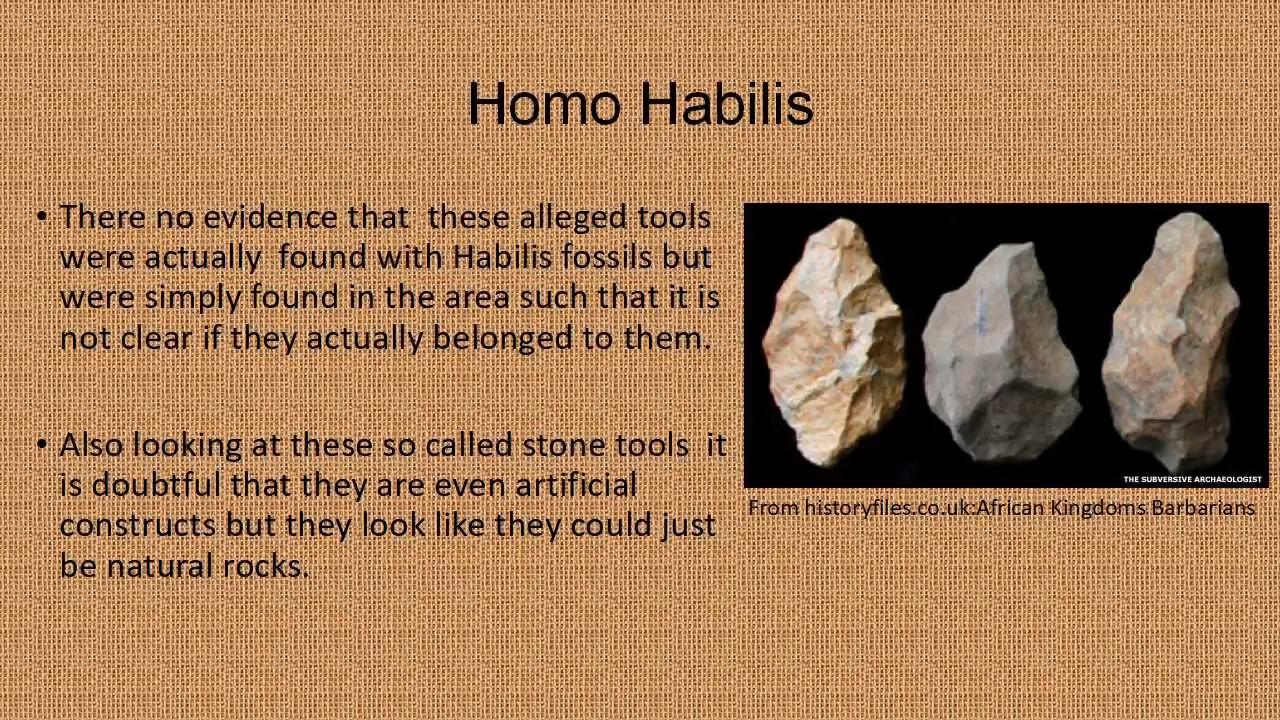 Homo Habilis
• There no evidence that  these alleged tools
were actually  found with Habilis fossils but
were simply found in the area such that it is
not clear if they actually belonged to them.
• Also looking at these so called stone tools  it
is doubtful that they are even artificial
constructs but they look like they could just
be natural rocks.
THE SUBVERSIVE ARCHAEOLOGIST
From historyfiles.co.uk:African Kingdoms Barbarians